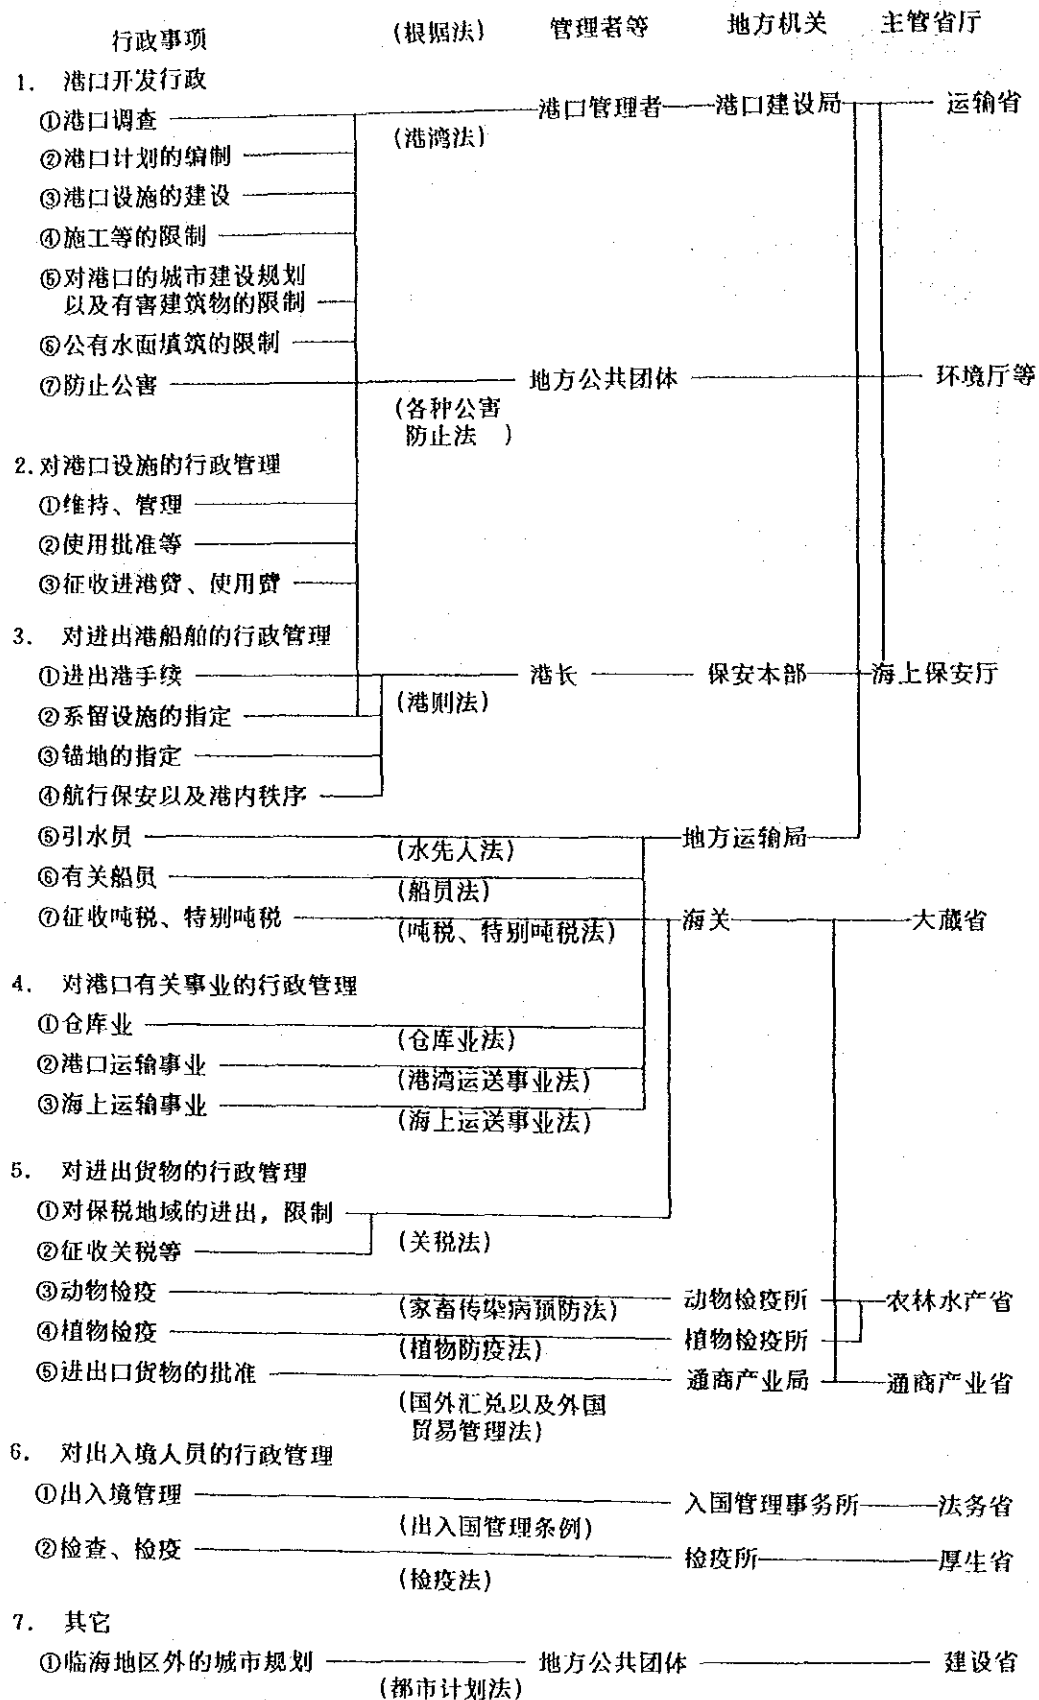 行政事项 (根据法) 管理者等 地方机关 主管省厅
1. 港口开发行政
①港口调查 港口管理者 港口建设局 运输省
(港湾法)
②港口计划的编制
③港口设施的建设
④施工等的限制
⑤对港口的城市建设规划
以及有害建筑物的限制
⑥公有水面填筑的限制
⑦防止公害 地方公共团体 环境厅等
(各种公害
防止法 )
2.对港口设施的行政管理
①维持、管理
②使用批准等
③征收进港费、使用费
3. 对进出港船舶的行政管理
①进出港手续 港长 保安本部 海上保安厅
(港则法)
②系留设施的指定
③锚地的指定
④航行保安以及港内秩序
⑤引水员 地方运输局
(水先人法)
⑥有关船员
(船员法)
⑦征收吨税、特别吨税 海关 大藏省
(吨税、特别吨税法)
4. 对港口有关事业的行政管理
①仓库业
(仓库业法)
②港口运输事业
(港湾运送事业法)
③海上运输事业
(海上运送事业法)
5. 对进出货物的行政管理
①对保税地域的进出，限制
②征收关税等 (关税法)
③动物检疫 动物检疫所 农林水产省
(家畜传染病预防法)
④植物检疫 植物检疫所
(植物防疫法)
⑤进出口货物的批准 通商产业局 通商产业省
(国外汇兑以及外国
贸易管理法)
6. 对出入境人员的行政管理
①出入境管理 入国管理事务所 法务省
(出入国管理条例)
②检查、检疫 检疫所 厚生省
(检疫法)
7. 其它
①临海地区外的城市规划 地方公共团体 建设省
(都市计划法)